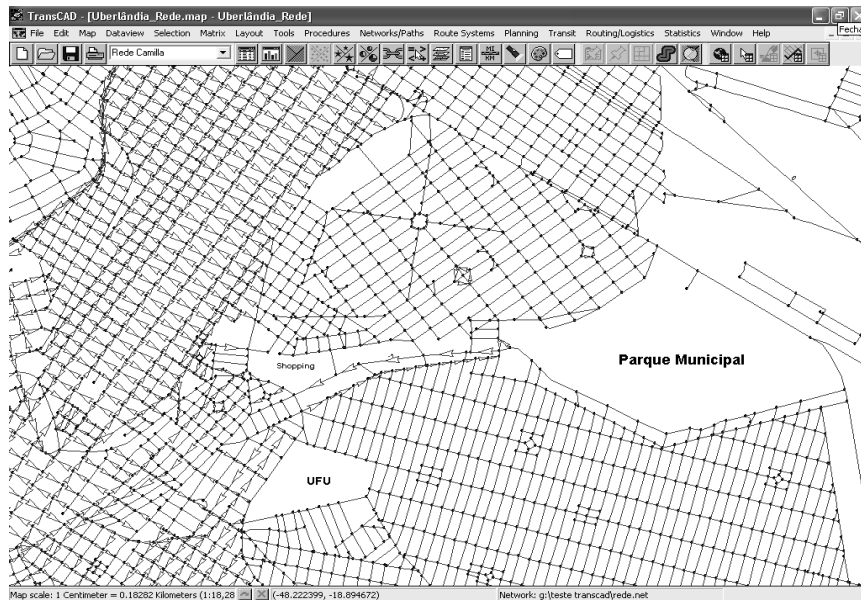 TransCAD - [Uberlândia_Rede.map - Uberlândia_Rede]
File Edit Map Dataview Selection Matrix Layout Tools Procedures Networks/Paths Route Systems Planning Transit Routing/Logistics Statistics Window Help
Fecha
Rede Camilla
MI
KM
Shopping
Parque Municipal
UFU
Map scale: 1 Centimeter = 0.18282 Kilometers (1:18,28 (-48.222399, -18.894672) Network: g:\teste transcad\rede.net